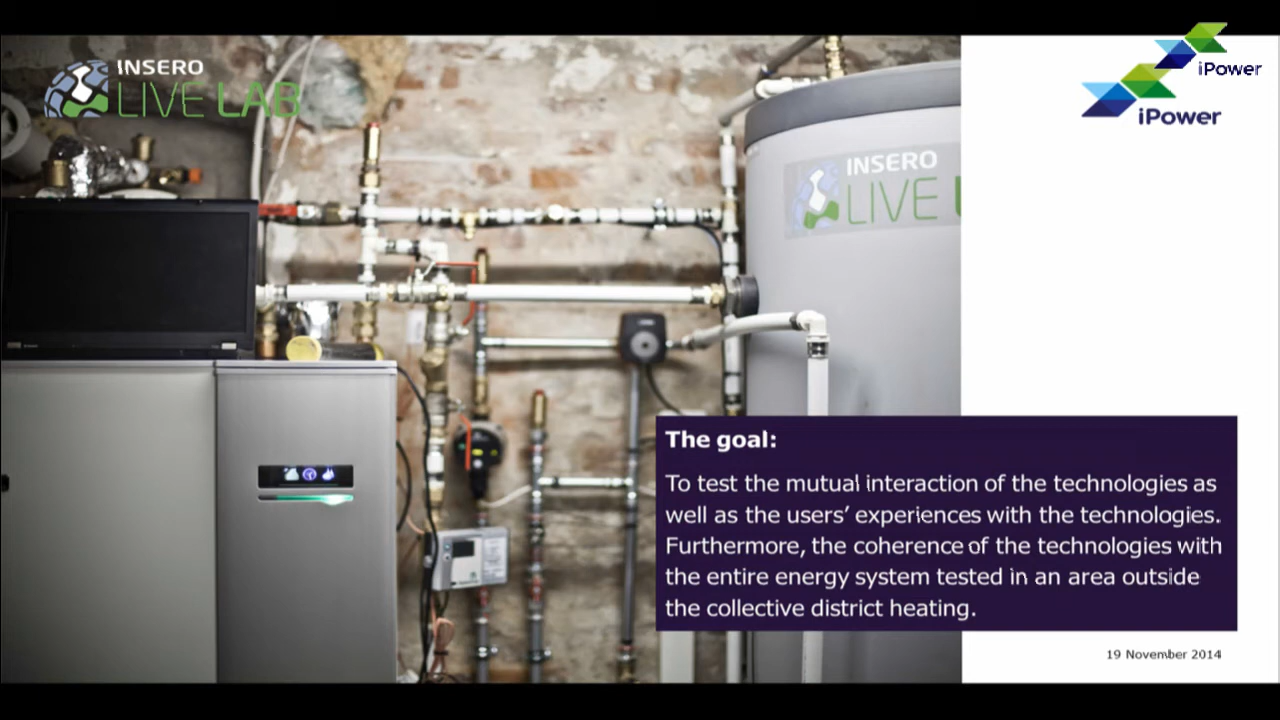 INSERO
LIVE LAB
iPower
iPower
INSERO
LIVE
The goal:
To test the mutual interaction of the technologies as
well as the users’ experiences with the technologies.
Furthermore, the coherence of the technologies with
the entire energy system tested in an area outside
the collective district heating.
19 November 2014